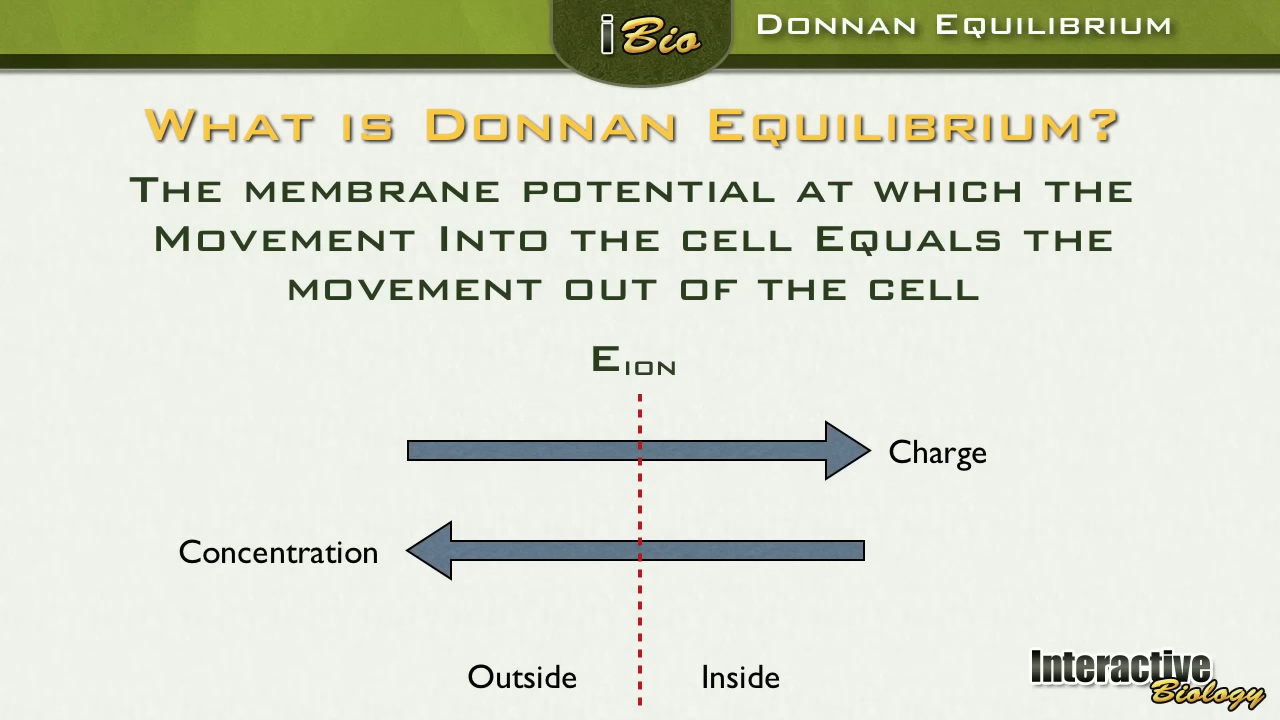 i Bio
Donnan Equilibrium
What is Donnan Equilibrium?
The membrane potential at which the
Movement Into the cell Equals the
movement out of the cell
Eion
Charge
Concentration
Outside
Inside
Interactive
Biology